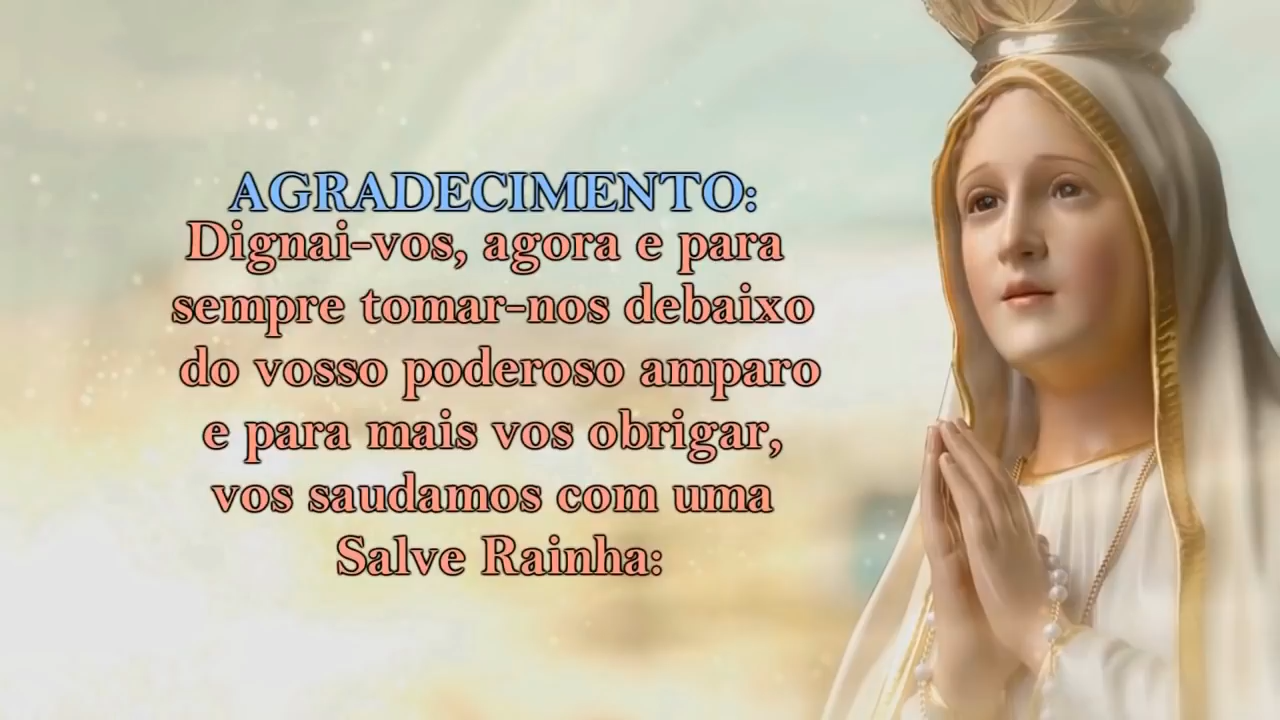 AGRADECIMENTO:
Dignai-vos, agora e para
sempre tomar-nos debaixo
do vosso poderoso amparo
e para mais vos obrigar,
vos saudamos com uma
Salve Rainha: